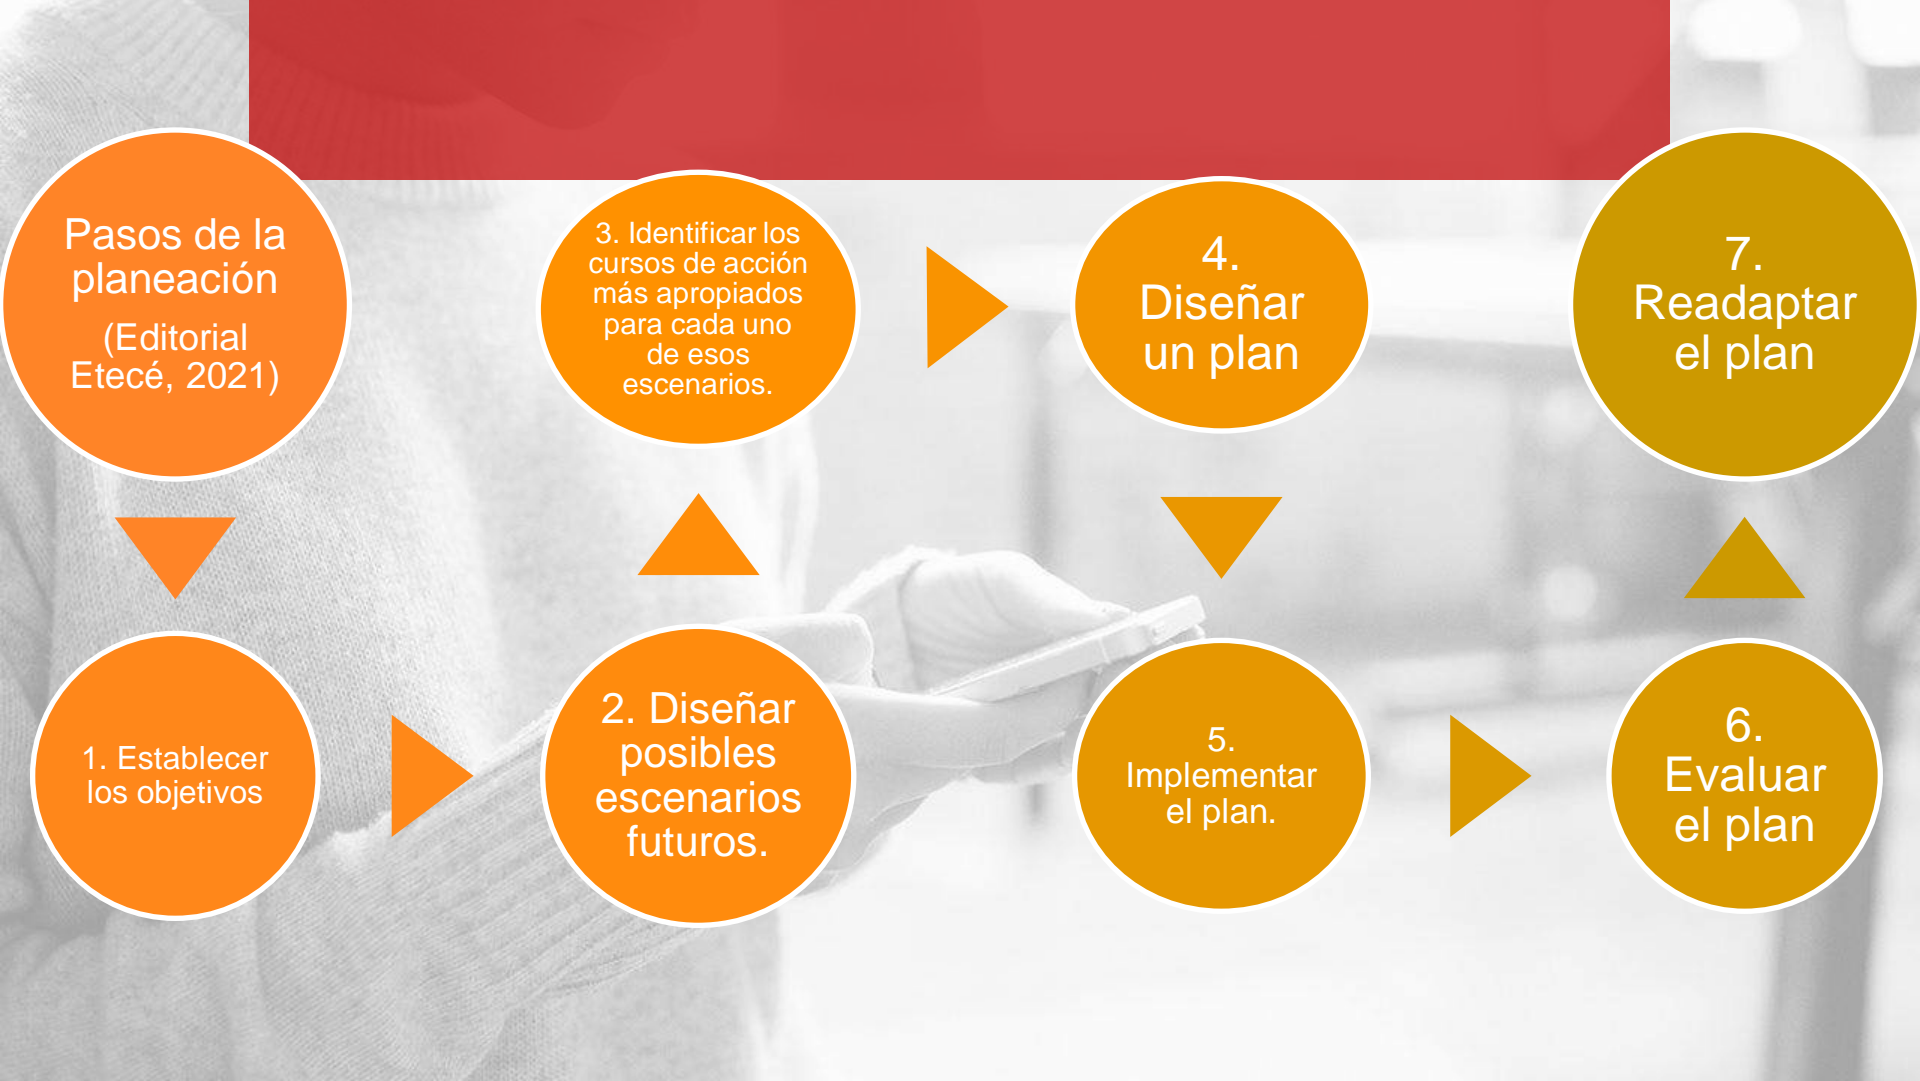 Pasos de la
planeación
(Editorial
Etecé, 2021)
1. Establecer
los objetivos
2. Diseñar
posibles
escenarios
futuros.
3. Identificar los
cursos de acción
más apropiados
para cada uno
de esos
escenarios.
4.
Diseñar
un plan
5.
Implementar
el plan.
6.
Evaluar
el plan
7.
Readaptar
el plan